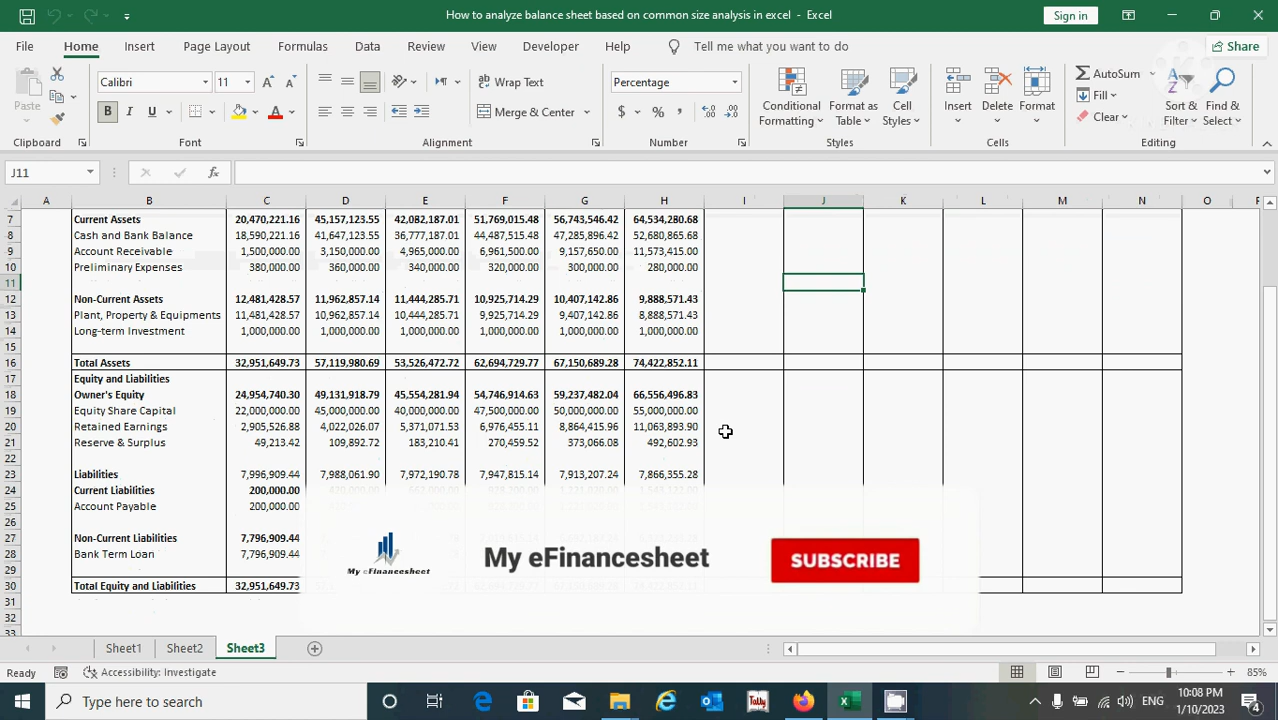 How to analyze balance sheet based on common size analysis in excel - Excel
Sign in
File Home Insert Page Layout Formulas Data Review View Developer Help Tell me what you want to do Share
Calibri 11 Wrap Text Percentage AutoSum
Paste B I U Merge & Center $ % Conditional Formatting Format as Table Cell Styles Insert Delete Format Fill Clear Sort & Filter Find & Select
Clipboard Font Alignment Number Styles Cells Editing
J11 fx
A B C D E F G H I J K L M N O P
7 Current Assets 20,470,221.16 45,157,123.55 42,082,187.01 51,769,015.48 56,743,546.42 64,534,280.68
8 Cash and Bank Balance 18,590,221.16 41,647,123.55 36,777,187.01 44,487,515.48 47,285,896.42 52,680,865.68
9 Account Receivable 1,500,000.00 3,150,000.00 4,965,000.00 6,961,500.00 9,157,650.00 11,573,415.00
10 Preliminary Expenses 380,000.00 360,000.00 340,000.00 320,000.00 300,000.00 280,000.00
11
12 Non-Current Assets 12,481,428.57 11,962,857.14 11,444,285.71 10,925,714.29 10,407,142.86 9,888,571.43
13 Plant, Property & Equipments 11,481,428.57 10,962,857.14 10,444,285.71 9,925,714.29 9,407,142.86 8,888,571.43
14 Long-term Investment 1,000,000.00 1,000,000.00 1,000,000.00 1,000,000.00 1,000,000.00 1,000,000.00
15
16 Total Assets 32,951,649.73 57,119,980.69 53,526,472.72 62,694,729.77 67,150,689.28 74,422,852.11
17 Equity and Liabilities
18 Owner's Equity 24,954,740.30 49,131,918.79 45,554,281.94 54,746,914.63 59,237,482.04 66,556,496.83
19 Equity Share Capital 22,000,000.00 45,000,000.00 40,000,000.00 47,500,000.00 50,000,000.00 55,000,000.00
20 Retained Earnings 2,905,526.88 4,022,026.07 5,371,071.53 6,976,455.11 8,864,415.96 11,063,893.90
21 Reserve & Surplus 49,213.42 109,892.72 183,210.41 270,459.52 373,066.08 492,602.93
22
23 Liabilities 7,996,909.44 7,988,061.90 7,972,190.78 7,947,815.14 7,913,207.24 7,866,355.28
24 Current Liabilities 200,000.00
25 Account Payable 200,000.00
26
27 Non-Current Liabilities 7,796,909.44
28 Bank Term Loan 7,796,909.44
29
30 Total Equity and Liabilities 32,951,649.73
31
32
33
My eFinancesheet
My eFinancesheet
SUBSCRIBE
Sheet1 Sheet2 Sheet3
Ready Accessibility: Investigate 85%
Type here to search
Tally
ENG
10:08 PM
1/10/2023
4